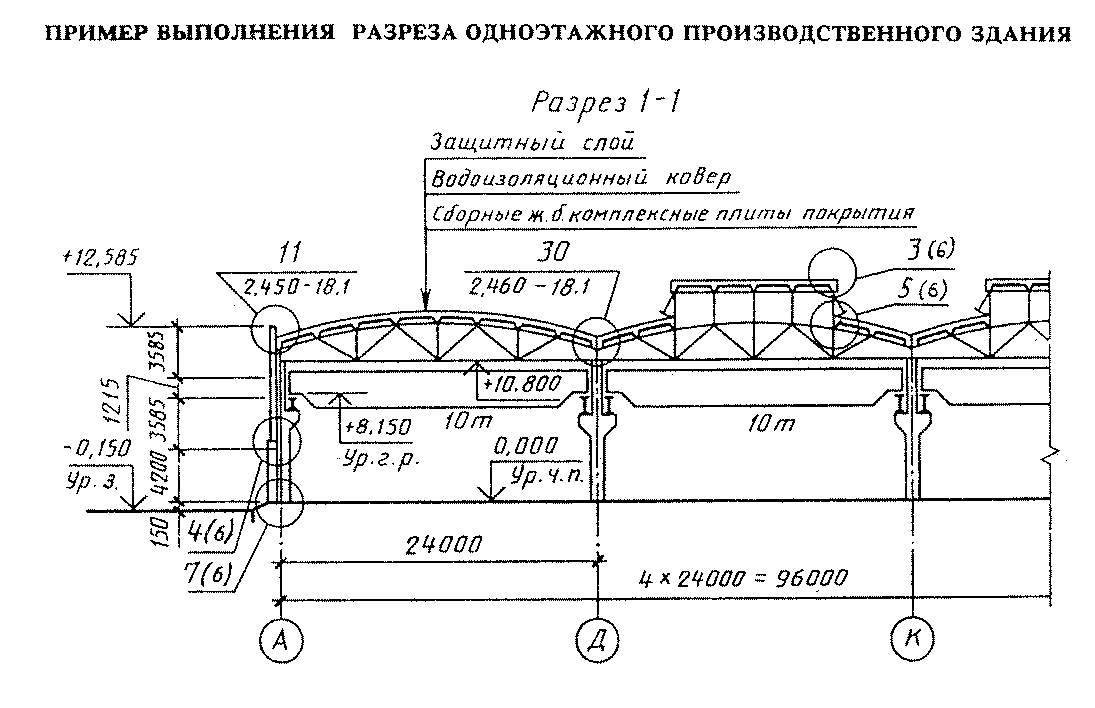 ПРИМЕР ВЫПОЛНЕНИЯ РАЗРЕЗА ОДНОЭТАЖНОГО ПРОИЗВОДСТВЕННОГО ЗДАНИЯ
Разрез 1-1
Защитный слой
Водоизоляционный ковер
Сборные ж.б. комплексные плиты покрытия
+12,585
11
2,450-18.1
30
2,460-18.1
3(6)
5(6)
3585
1215
3585
4200
150
+10.800
+8.150
Ур.г.р.
10т
10т
-0,150
Ур.з.
0,000
Ур.ч.п.
4(6)
7(6)
24000
4×24000=96000
А
Д
К